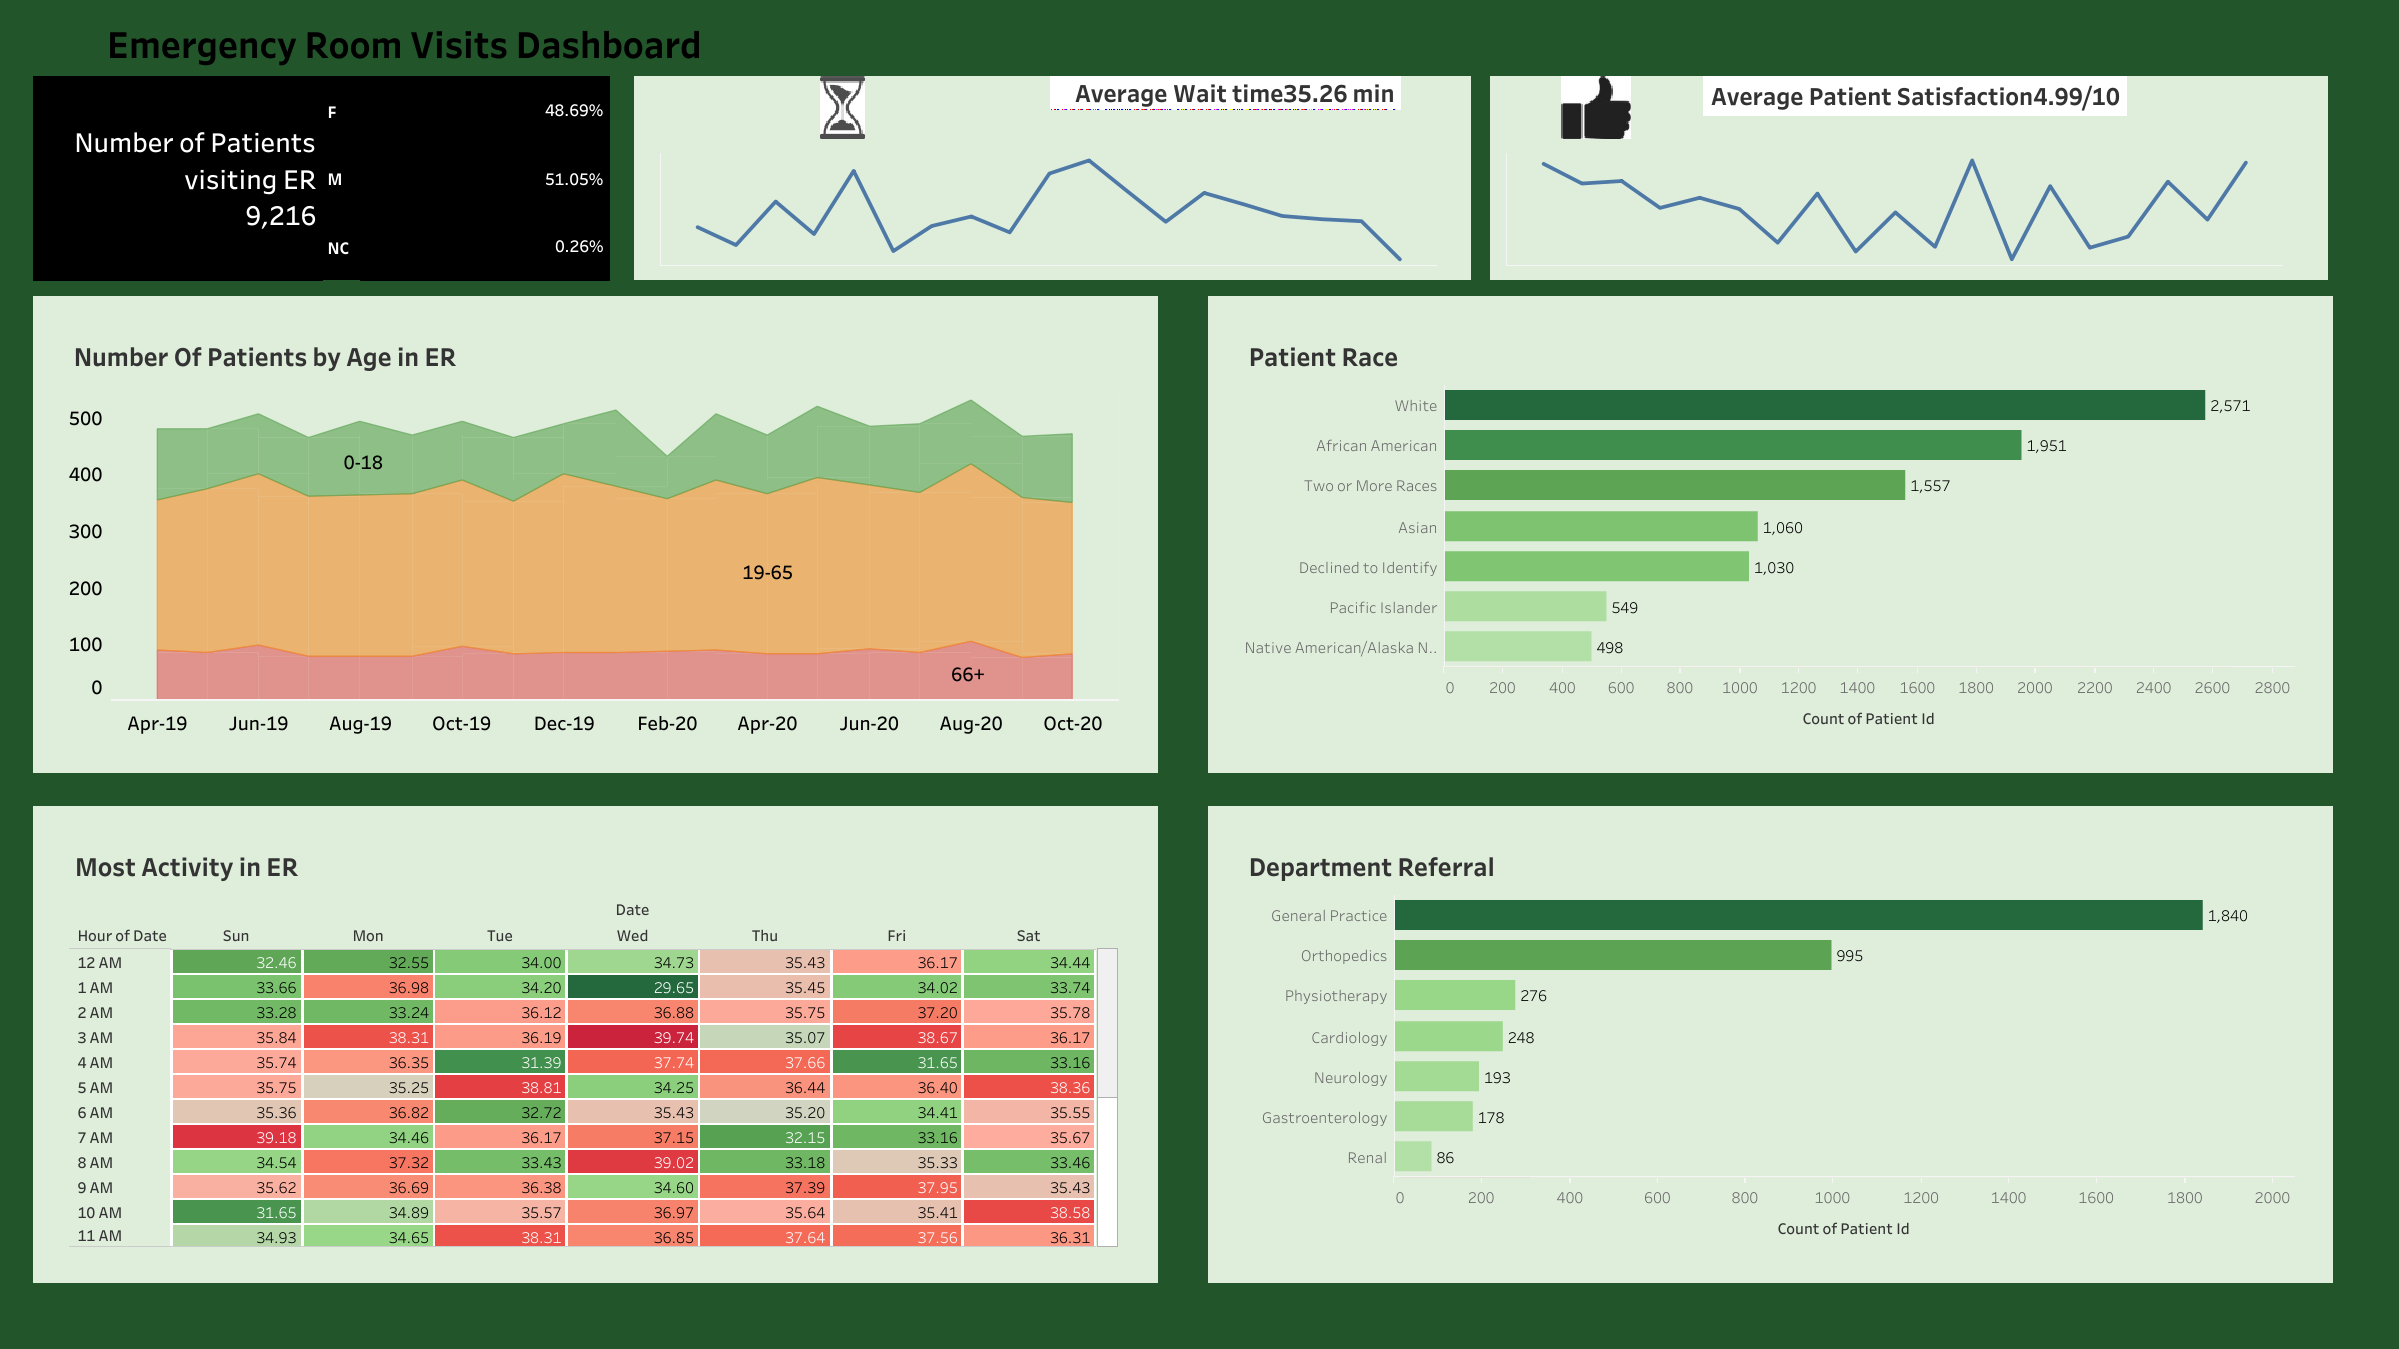 Emergency Room Visits Dashboard
Number of Patients
visiting ER
9,216
F 48.69%
M 51.05%
NC 0.26%
Average Wait time35.26 min
Average Patient Satisfaction4.99/10
Number Of Patients by Age in ER
500
400
300
200
100
0
0-18
19-65
66+
Apr-19 Jun-19 Aug-19 Oct-19 Dec-19 Feb-20 Apr-20 Jun-20 Aug-20 Oct-20
Patient Race
White 2,571
African American 1,951
Two or More Races 1,557
Asian 1,060
Declined to Identify 1,030
Pacific Islander 549
Native American/Alaska N.. 498
0 200 400 600 800 1000 1200 1400 1600 1800 2000 2200 2400 2600 2800
Count of Patient Id
Most Activity in ER
Date
Hour of Date Sun Mon Tue Wed Thu Fri Sat
12 AM 32.46 32.55 34.00 34.73 35.43 36.17 34.44
1 AM 33.66 36.98 34.20 29.65 35.45 34.02 33.74
2 AM 33.28 33.24 36.12 36.88 35.75 37.20 35.78
3 AM 35.84 38.31 36.19 39.74 35.07 38.67 36.17
4 AM 35.74 36.35 31.39 37.74 37.66 31.65 33.16
5 AM 35.75 35.25 38.81 34.25 36.44 36.40 38.36
6 AM 35.36 36.82 32.72 35.43 35.20 34.41 35.55
7 AM 39.18 34.46 36.17 37.15 32.15 33.16 35.67
8 AM 34.54 37.32 33.43 39.02 33.18 35.33 33.46
9 AM 35.62 36.69 36.38 34.60 37.39 37.95 35.43
10 AM 31.65 34.89 35.57 36.97 35.64 35.41 38.58
11 AM 34.93 34.65 38.31 36.85 37.64 37.56 36.31
Department Referral
General Practice 1,840
Orthopedics 995
Physiotherapy 276
Cardiology 248
Neurology 193
Gastroenterology 178
Renal 86
0 200 400 600 800 1000 1200 1400 1600 1800 2000
Count of Patient Id